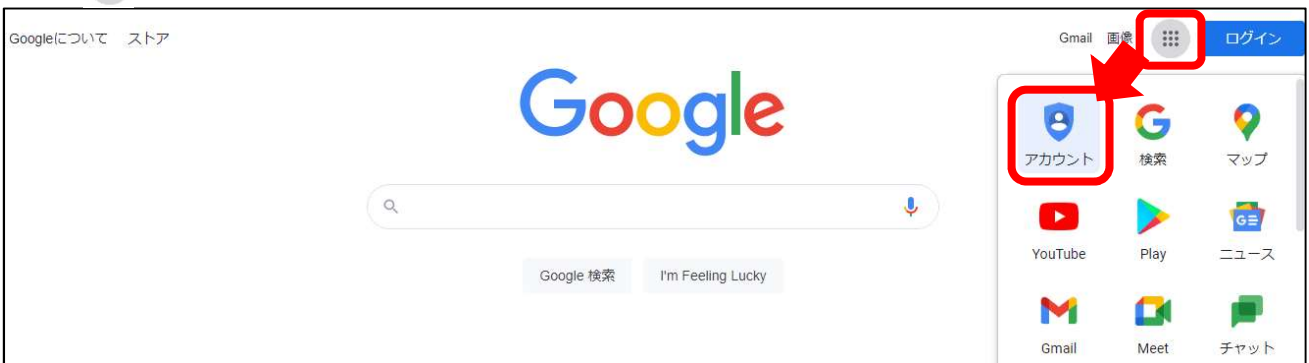 Googleについて ストア
Gmail 画像 ログイン
Google
アカウント 検索 マップ
YouTube Play ニュース
Google 検索 I'm Feeling Lucky
Gmail Meet チャット